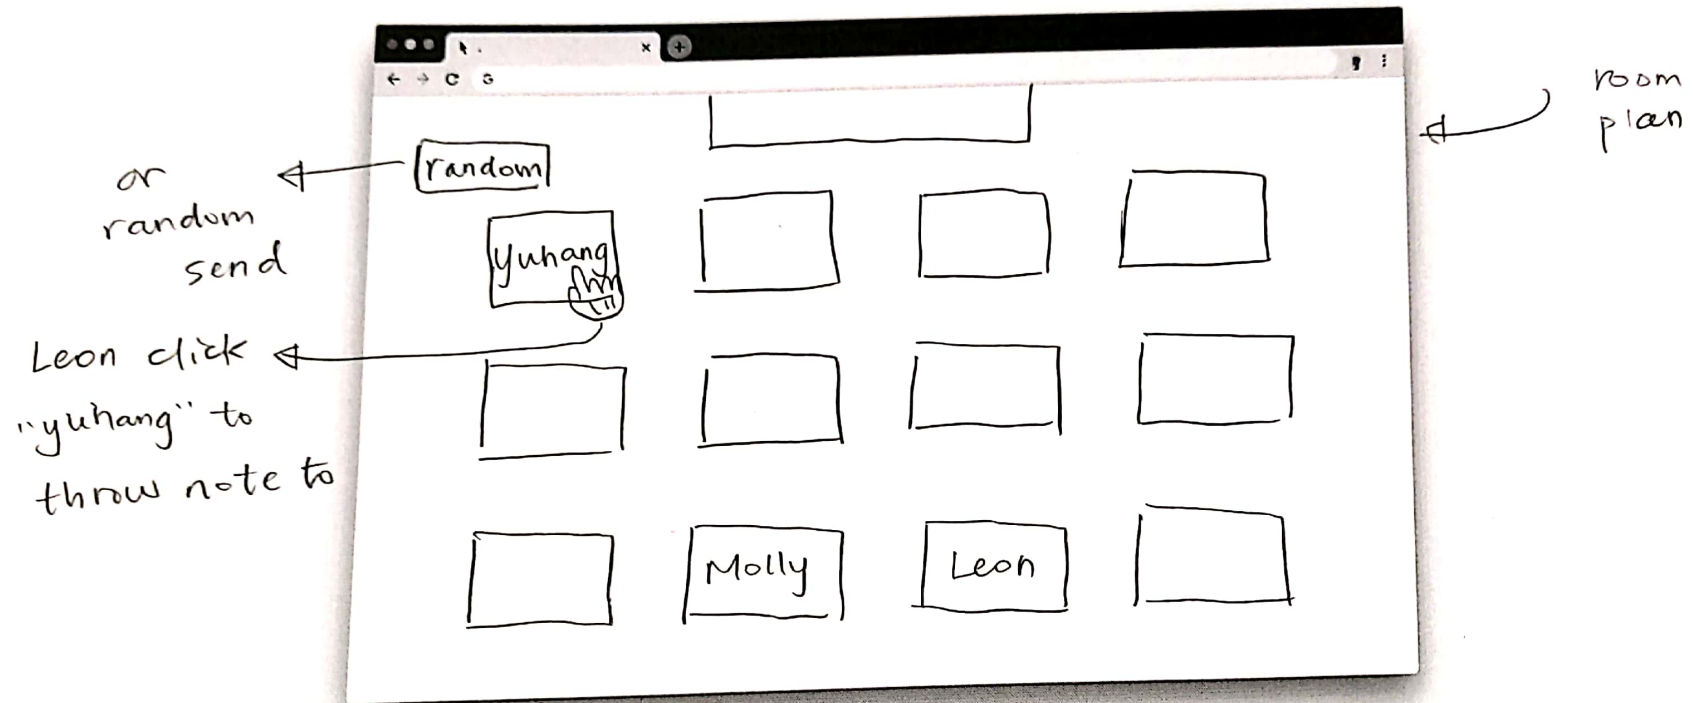 room
plan
random
or
random
send
yuhang
Leon click
"yuhang" to
throw note to
Molly
Leon